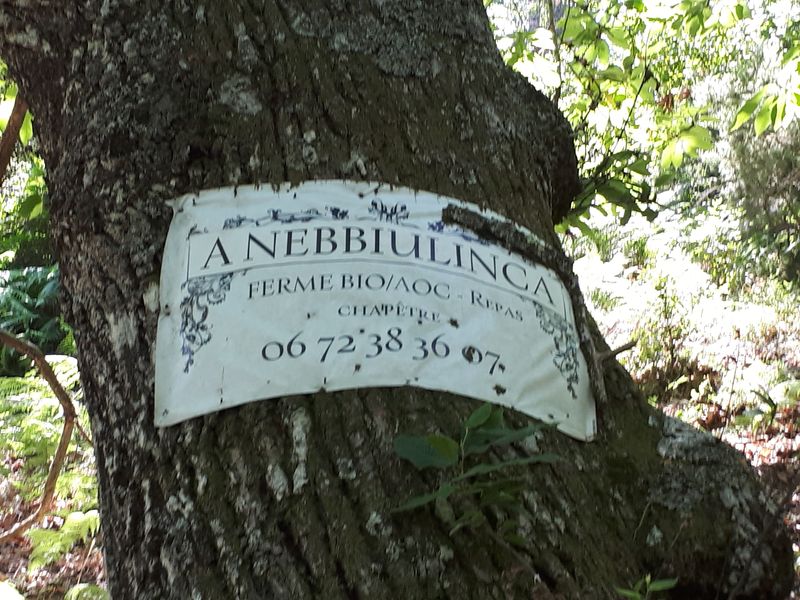 A NEBBIULINCA
FERME BIO/AOC - REPAS
CHAPÊTRE
06 72 38 36 07